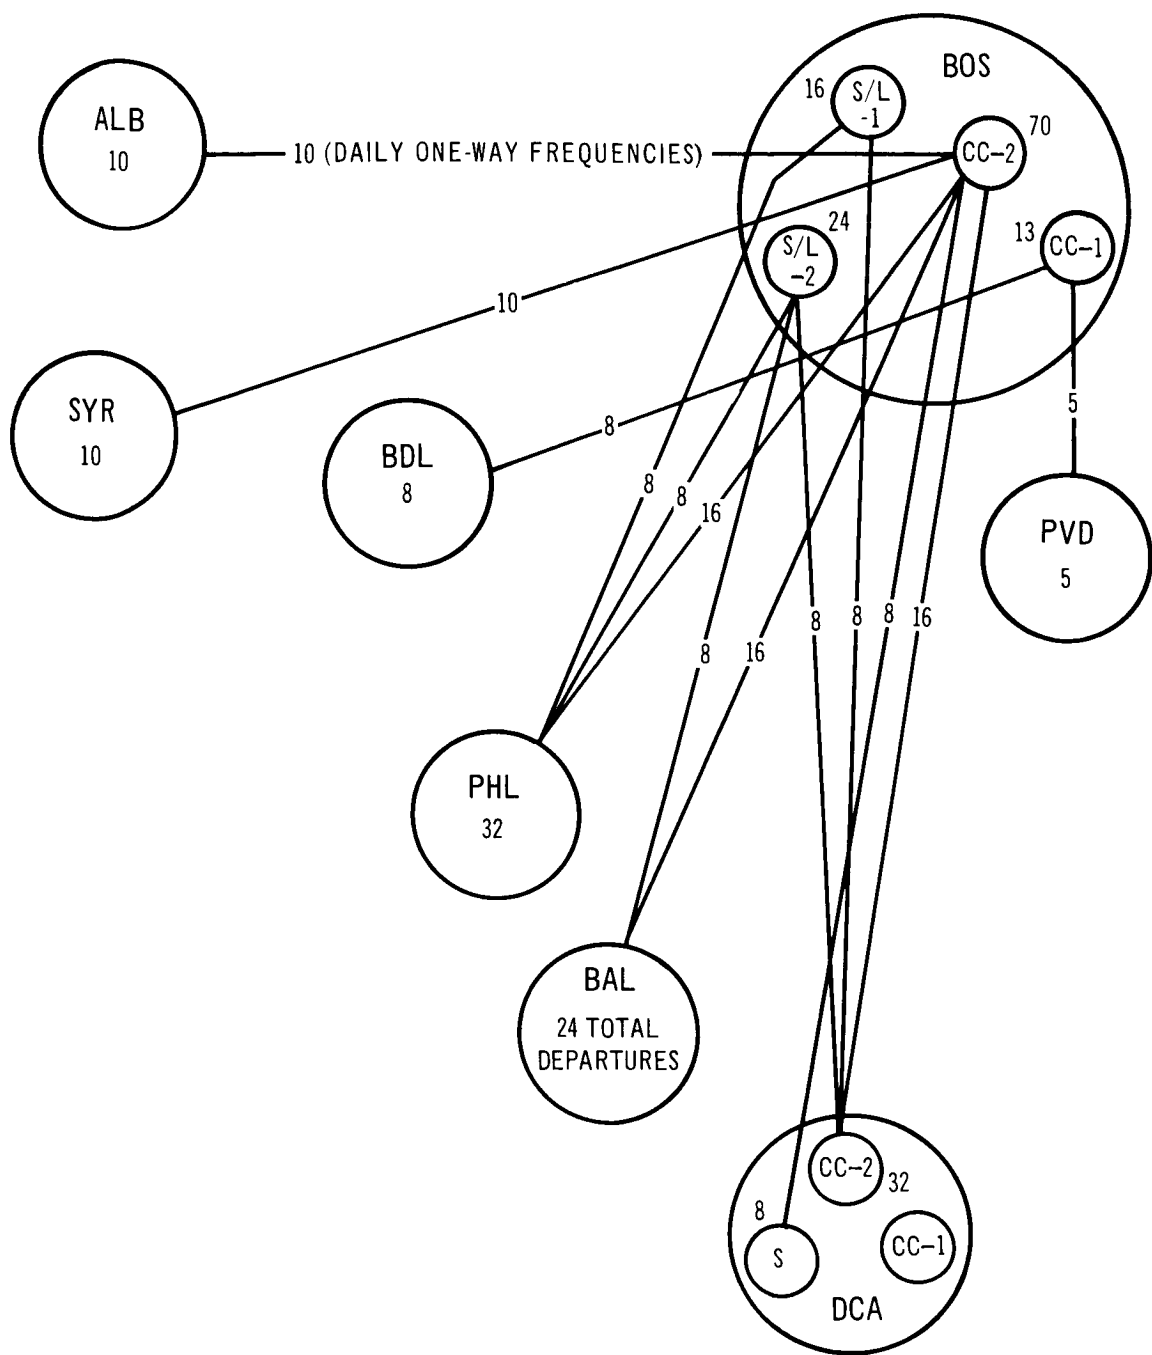 BOS
16
S/L
-1
70
CC-2
ALB
10
10 (DAILY ONE-WAY FREQUENCIES)
24
S/L
-2
13
CC-1
10
SYR
10
BDL
8
8
5
8
8
16
PVD
5
8
8
8
16
8
16
PHL
32
BAL
24 TOTAL
DEPARTURES
CC-2
32
8
S
CC-1
DCA